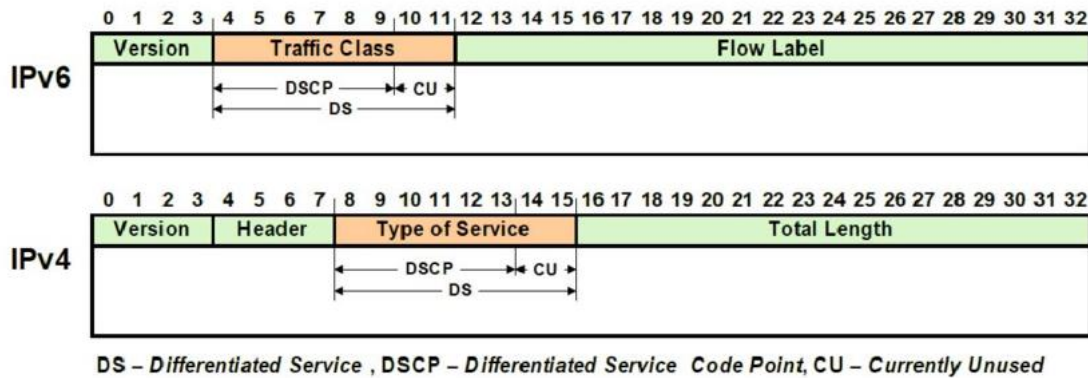 0 1 2 3 4 5 6 7 8 9 10 11 12 13 14 15 16 17 18 19 20 21 22 23 24 25 26 27 28 29 30 31 32
Version Traffic Class Flow Label
IPv6
DSCP CU
DS
0 1 2 3 4 5 6 7 8 9 10 11 12 13 14 15 16 17 18 19 20 21 22 23 24 25 26 27 28 29 30 31 32
Version Header Type of Service Total Length
IPv4
DSCP CU
DS
DS – Differentiated Service , DSCP – Differentiated Service Code Point, CU – Currently Unused